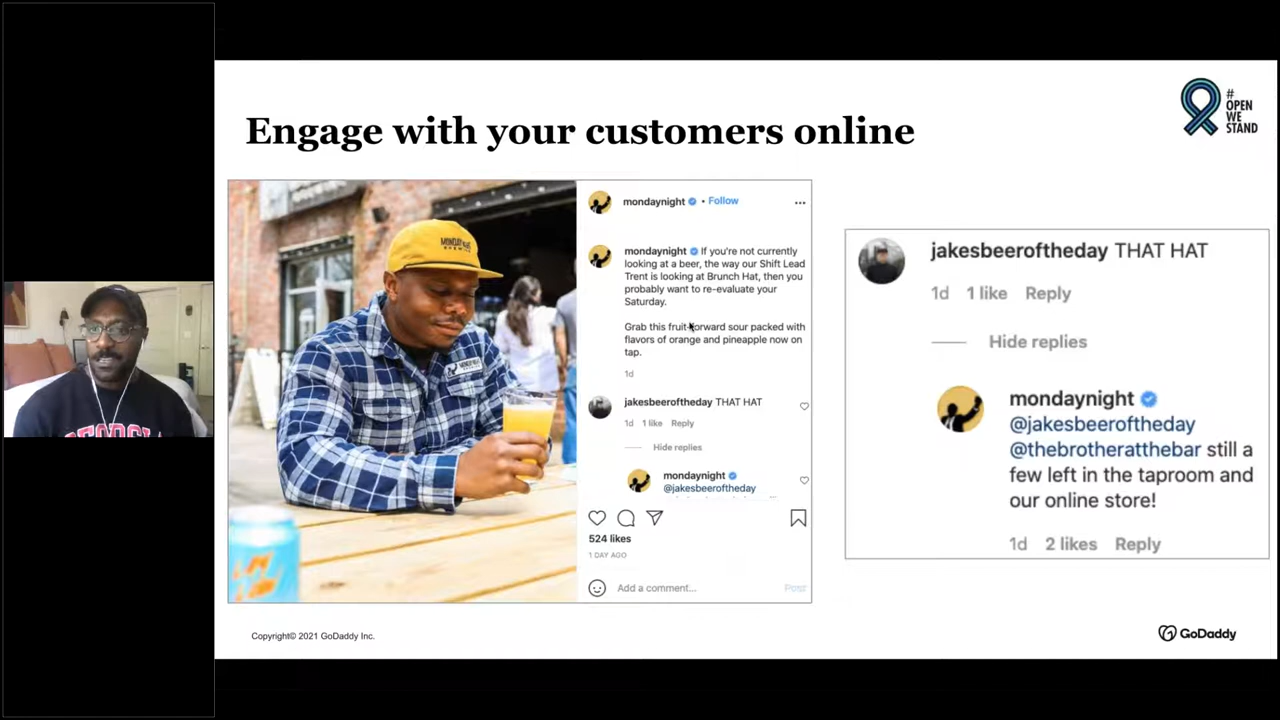 Engage with your customers online
#
OPEN
WE
STAND
MONDAY NIGHT
BREWING
mondaynight • Follow
mondaynight If you're not currently
looking at a beer, the way our Shift Lead
Trent is looking at Brunch Hat, then you
probably want to re-evaluate your
Saturday.
Grab this fruit-forward sour packed with
flavors of orange and pineapple now on
tap.
1d
jakesbeeroftheday THAT HAT
1d 1 like Reply
Hide replies
mondaynight
@jakesbeeroftheday
524 likes
1 DAY AGO
Add a comment...
Post
jakesbeeroftheday THAT HAT
1d 1 like Reply
Hide replies
mondaynight
@jakesbeeroftheday
@thebrotheratthebar still a
few left in the taproom and
our online store!
1d 2 likes Reply
Copyright© 2021 GoDaddy Inc.
GoDaddy